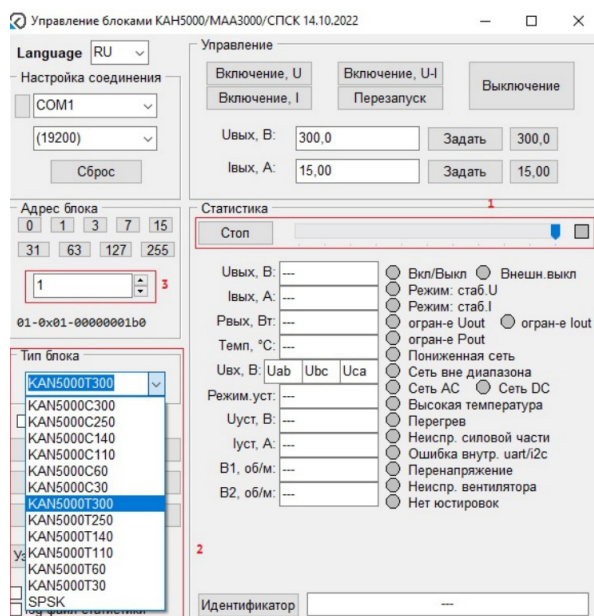 Управление блоками КАН5000/МАА3000/СПСК 14.10.2022
Language RU
Настройка соединения
COM1
(19200)
Сброс
Управление
Включение, U Включение, U-I Выключение
Включение, I Перезапуск
Uвых, В: 300,0 Задать 300,0
Iвых, А: 15,00 Задать 15,00
Адрес блока
0 1 3 7 15
31 63 127 255
1 3
01-0x01-00000001b0
Статистика 1
Стоп
Uвых, В: ---
Iвых, А: ---
Рвых, Вт: ---
Темп, °С: ---
Uвх, В: Uab Ubc Uca
Режим.уст: ---
Uуст, В: ---
Iуст, А: ---
В1, об/м: ---
В2, об/м: ---
Вкл/Выкл Внешн.выкл
Режим: стаб.U
Режим: стаб.I
огран-е Uout огран-е Iout
огран-е Pout
Пониженная сеть
Сеть вне диапазона
Сеть AC Сеть DC
Высокая температура
Перегрев
Неиспр. силовой части
Ошибка внутр. uart/i2c
Перенапряжение
Неиспр. вентилятора
Нет юстировок
Тип блока
KAN5000T300
KAN5000C300
KAN5000C250
KAN5000C140
KAN5000C110
KAN5000C60
KAN5000C30
KAN5000T300
KAN5000T250
KAN5000T140
KAN5000T110
KAN5000T60
KAN5000T30
SPSK
2
Идентификатор ---